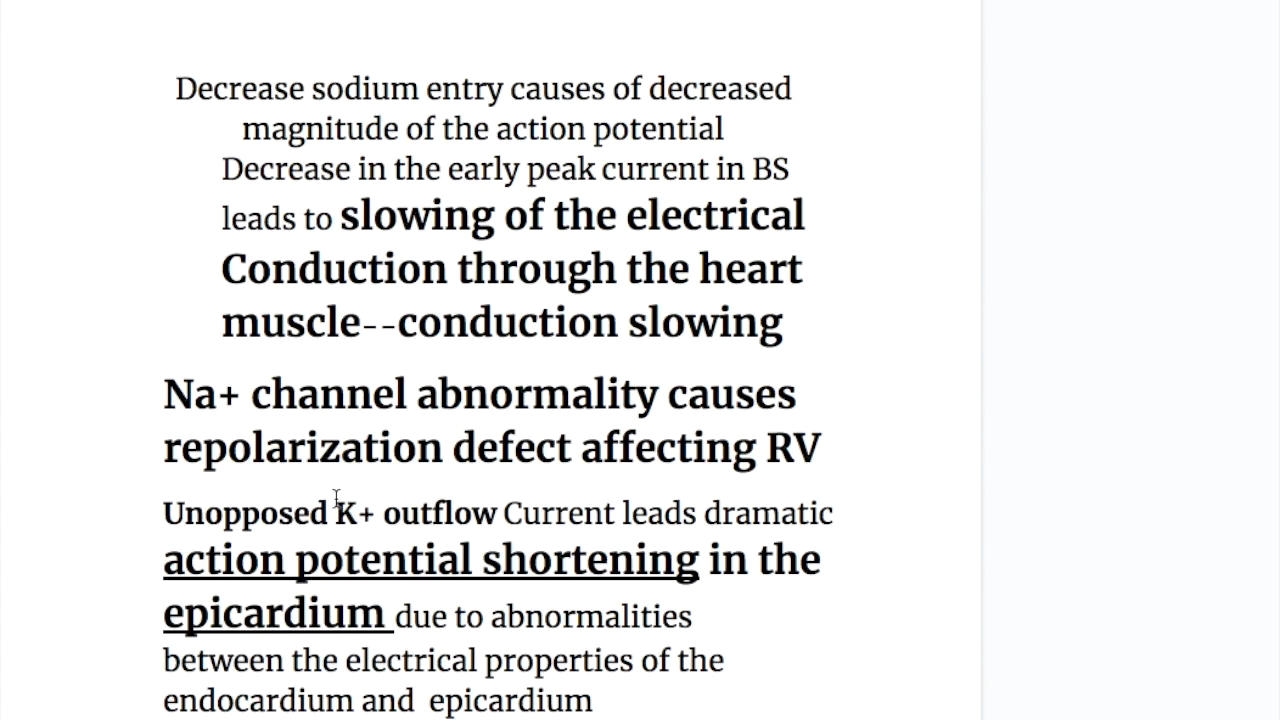 Decrease sodium entry causes of decreased
magnitude of the action potential
Decrease in the early peak current in BS
leads to slowing of the electrical
Conduction through the heart
muscle--conduction slowing
Na+ channel abnormality causes
repolarization defect affecting RV
Unopposed K+ outflow Current leads dramatic
action potential shortening in the
epicardium due to abnormalities
between the electrical properties of the
endocardium and epicardium